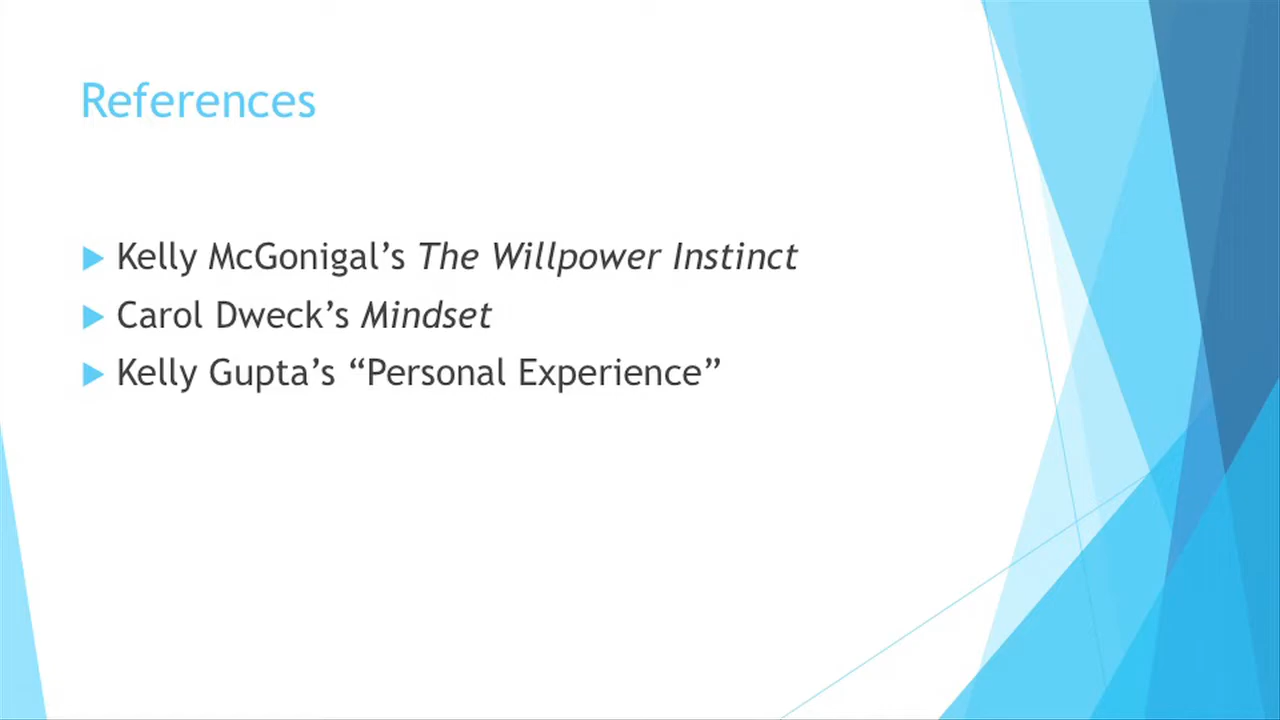 References
Kelly McGonigal’s The Willpower Instinct
Carol Dweck’s Mindset
Kelly Gupta’s “Personal Experience”